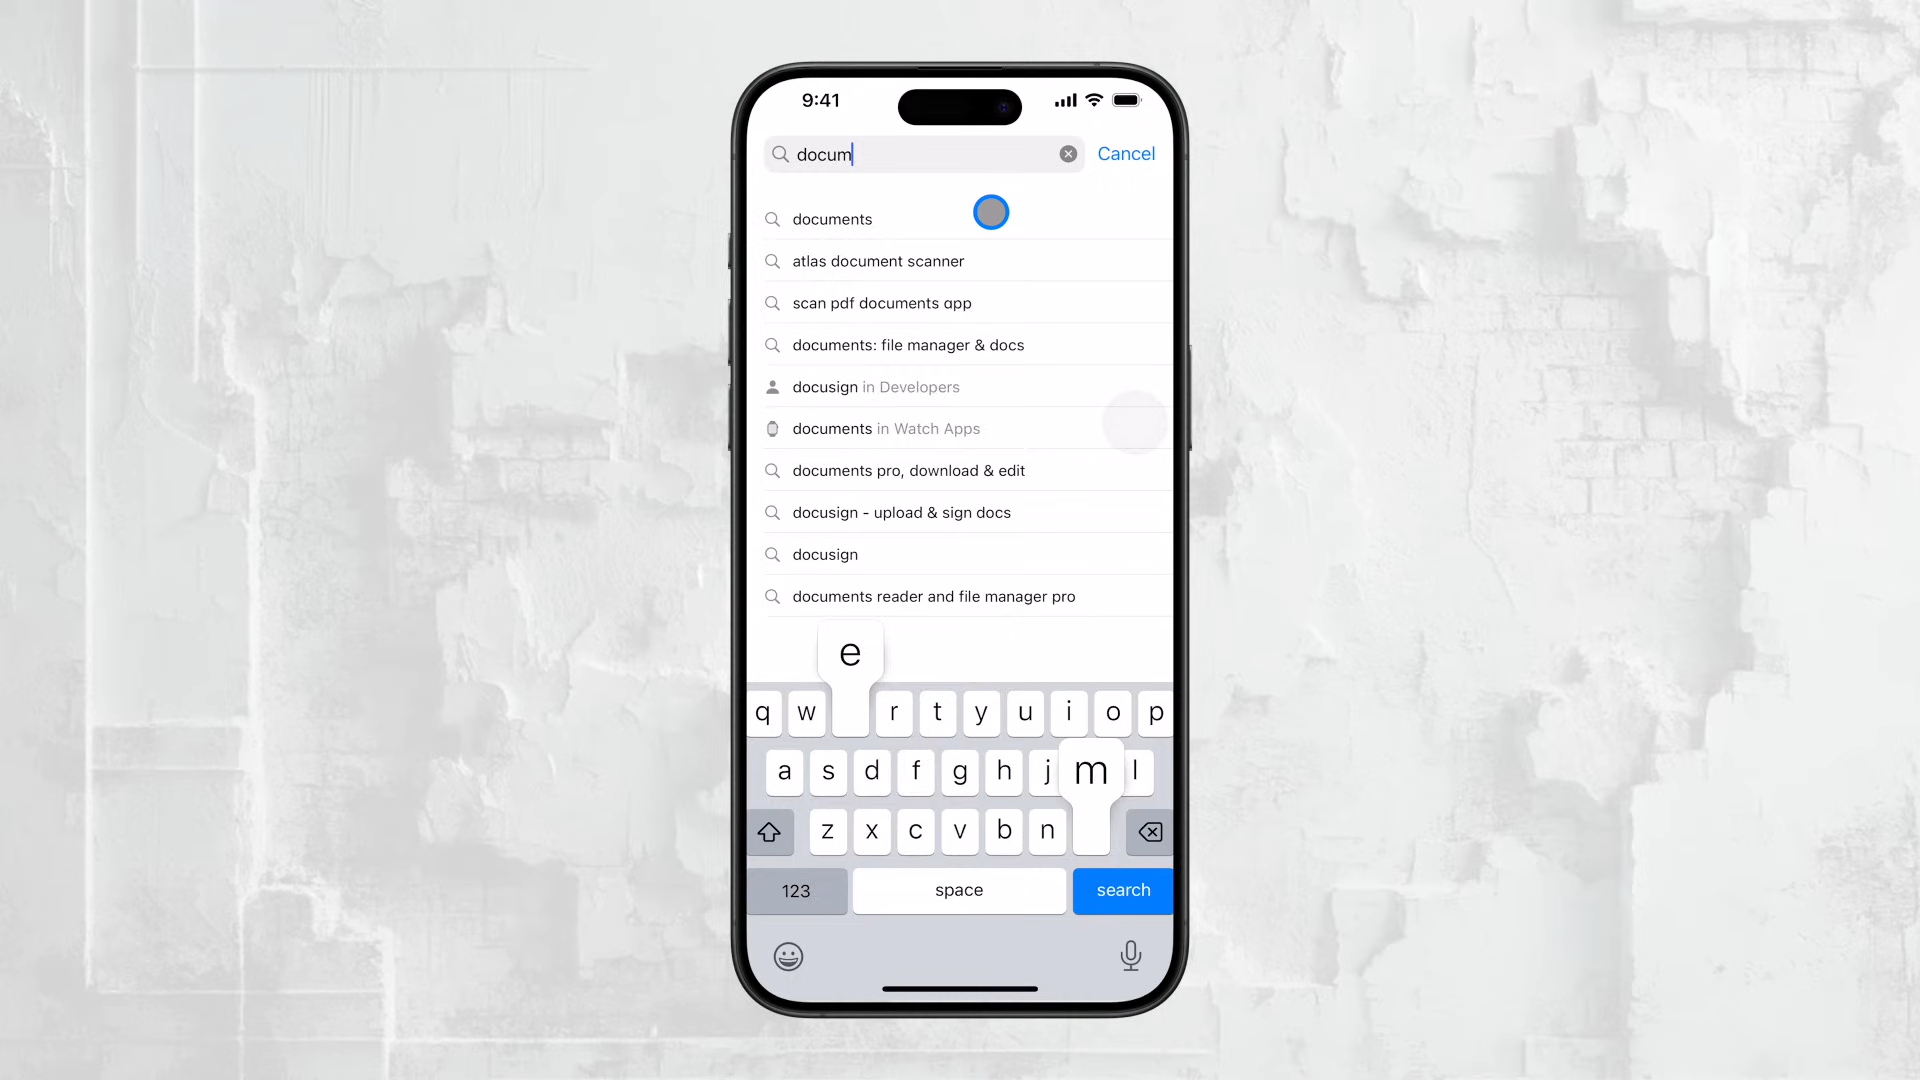 9:41
docum Cancel
documents
atlas document scanner
scan pdf documents app
documents: file manager & docs
docusign in Developers
documents in Watch Apps
documents pro, download & edit
docusign - upload & sign docs
docusign
documents reader and file manager pro
e
q w r t y u i o p
a s d f g h j m l
z x c v b n
123 space search